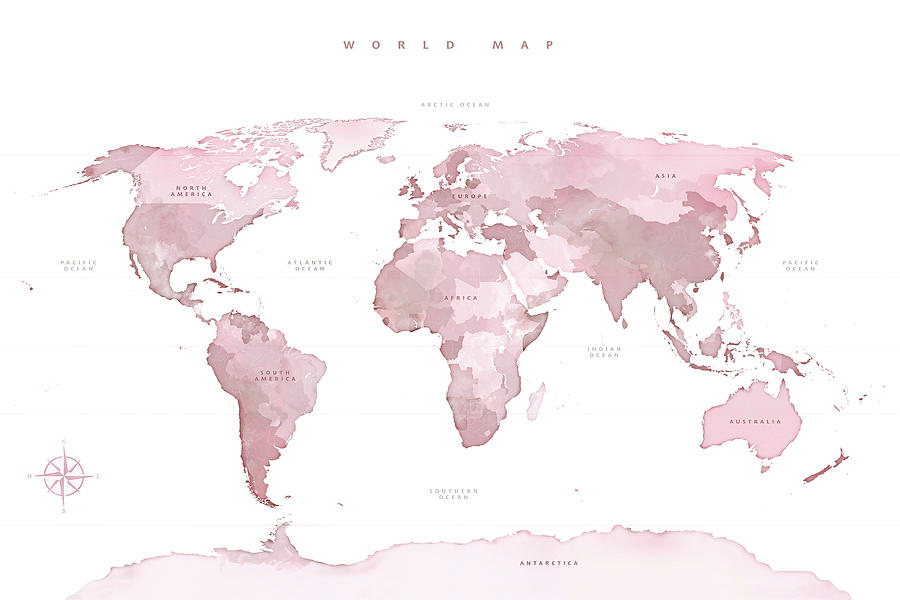 WORLD MAP
ARCTIC OCEAN
NORTH
AMERICA
EUROPE
ASIA
PACIFIC
OCEAN
ATLANTIC
OCEAN
PACIFIC
OCEAN
AFRICA
INDIAN
OCEAN
SOUTH
AMERICA
AUSTRALIA
N
O E
S
SOUTHERN
OCEAN
ANTARCTICA